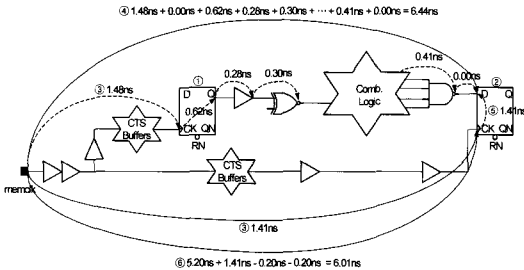 ④ 1.48ns + 0.00ns + 0.62ns + 0.28ns + 0.30ns + ··· + 0.41ns + 0.00ns = 6.44ns
0.41ns
① 0.28ns 0.30ns 0.00ns ②
③ 1.48ns
D Q
D Q
0.62ns
Comb.
Logic
⑤ 1.41ns
CTS
Buffers
CK QN
CK QN
RN
RN
CTS
Buffers
memclk
③ 1.41ns
⑥ 5.20ns + 1.41ns - 0.20ns - 0.20ns = 6.01ns